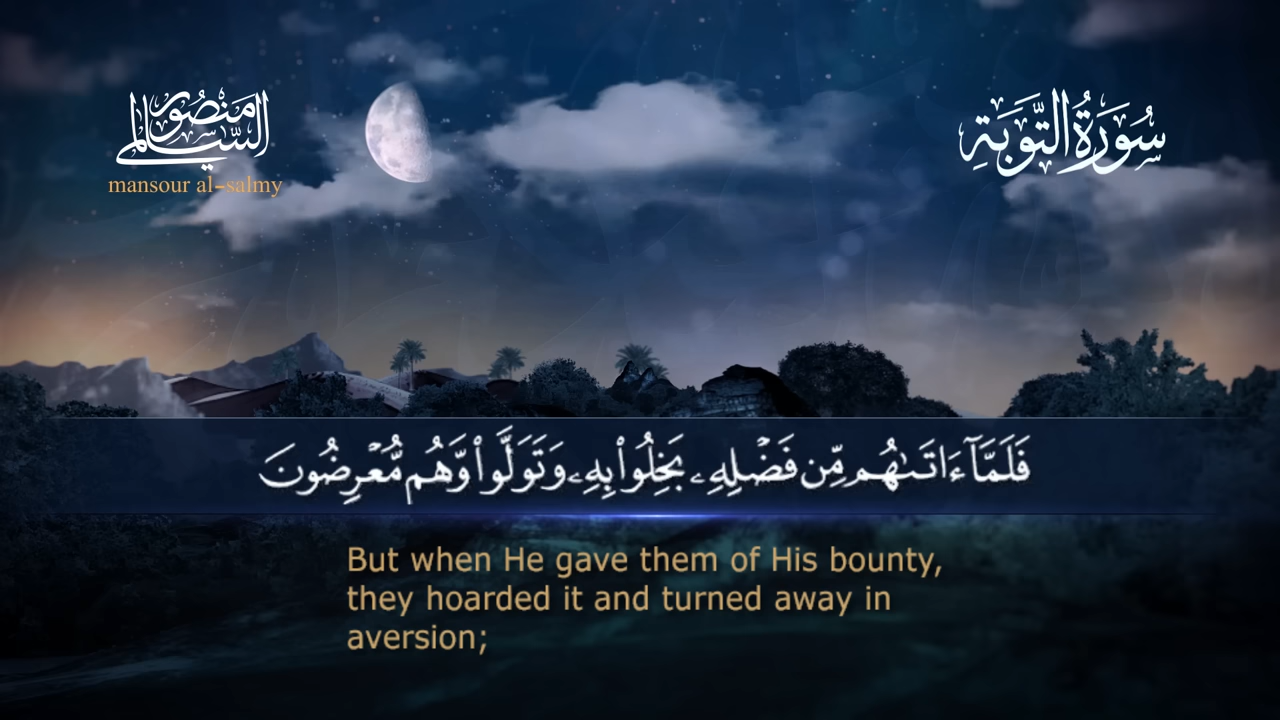 منصور
السالمي
mansour al-salmy
سُورَةُ التَّوبَةِ
فَلَمَّآ ءَاتَىٰهُم مِّن فَضْلِهِۦ بَخِلُوا۟ بِهِۦ وَتَوَلَّوا۟ وَّهُم مُّعْرِضُونَ
But when He gave them of His bounty,
they hoarded it and turned away in
aversion;